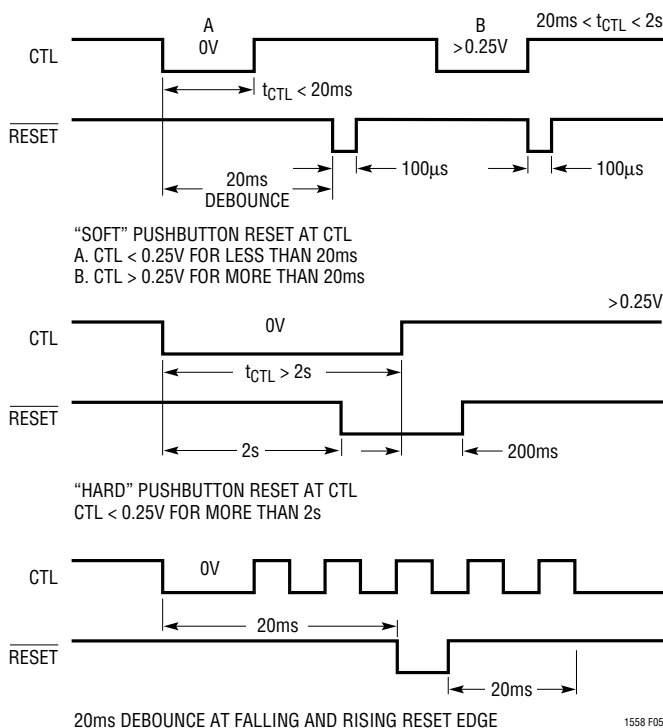 A B 20ms < tCTL < 2s
CTL 0V >0.25V
tCTL < 20ms
RESET
100µs 100µs
20ms
DEBOUNCE
“SOFT” PUSHBUTTON RESET AT CTL
A. CTL < 0.25V FOR LESS THAN 20ms
B. CTL > 0.25V FOR MORE THAN 20ms
>0.25V
CTL 0V
tCTL > 2s
RESET
2s 200ms
“HARD” PUSHBUTTON RESET AT CTL
CTL < 0.25V FOR MORE THAN 2s
CTL 0V
20ms
RESET
20ms
20ms DEBOUNCE AT FALLING AND RISING RESET EDGE 1558 F05